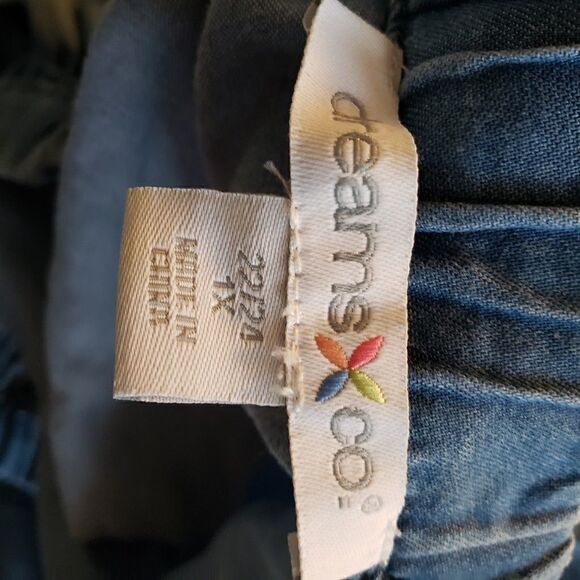 dreams co.®
22/24
1X
MADE IN
CHINA